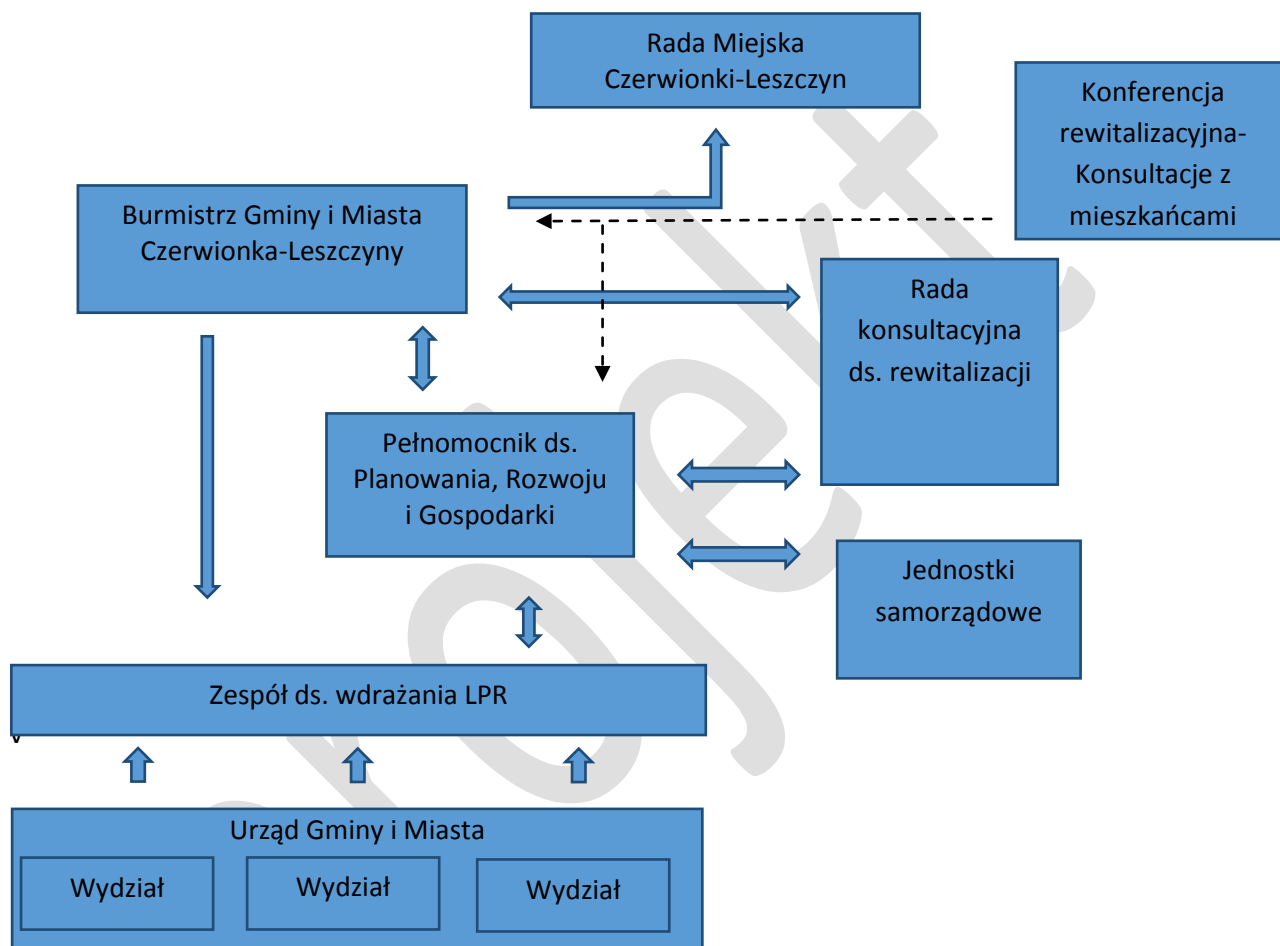 Rada Miejska
Czerwionki-Leszczyn
Konferencja
rewitalizacyjna-
Konsultacje z
mieszkańcami
Burmistrz Gminy i Miasta
Czerwionka-Leszczyny
Rada
konsultacyjna
ds. rewitalizacji
Pełnomocnik ds.
Planowania, Rozwoju
i Gospodarki
Jednostki
samorządowe
Zespół ds. wdrażania LPR
v
Urząd Gminy i Miasta
Wydział
Wydział
Wydział
projekt